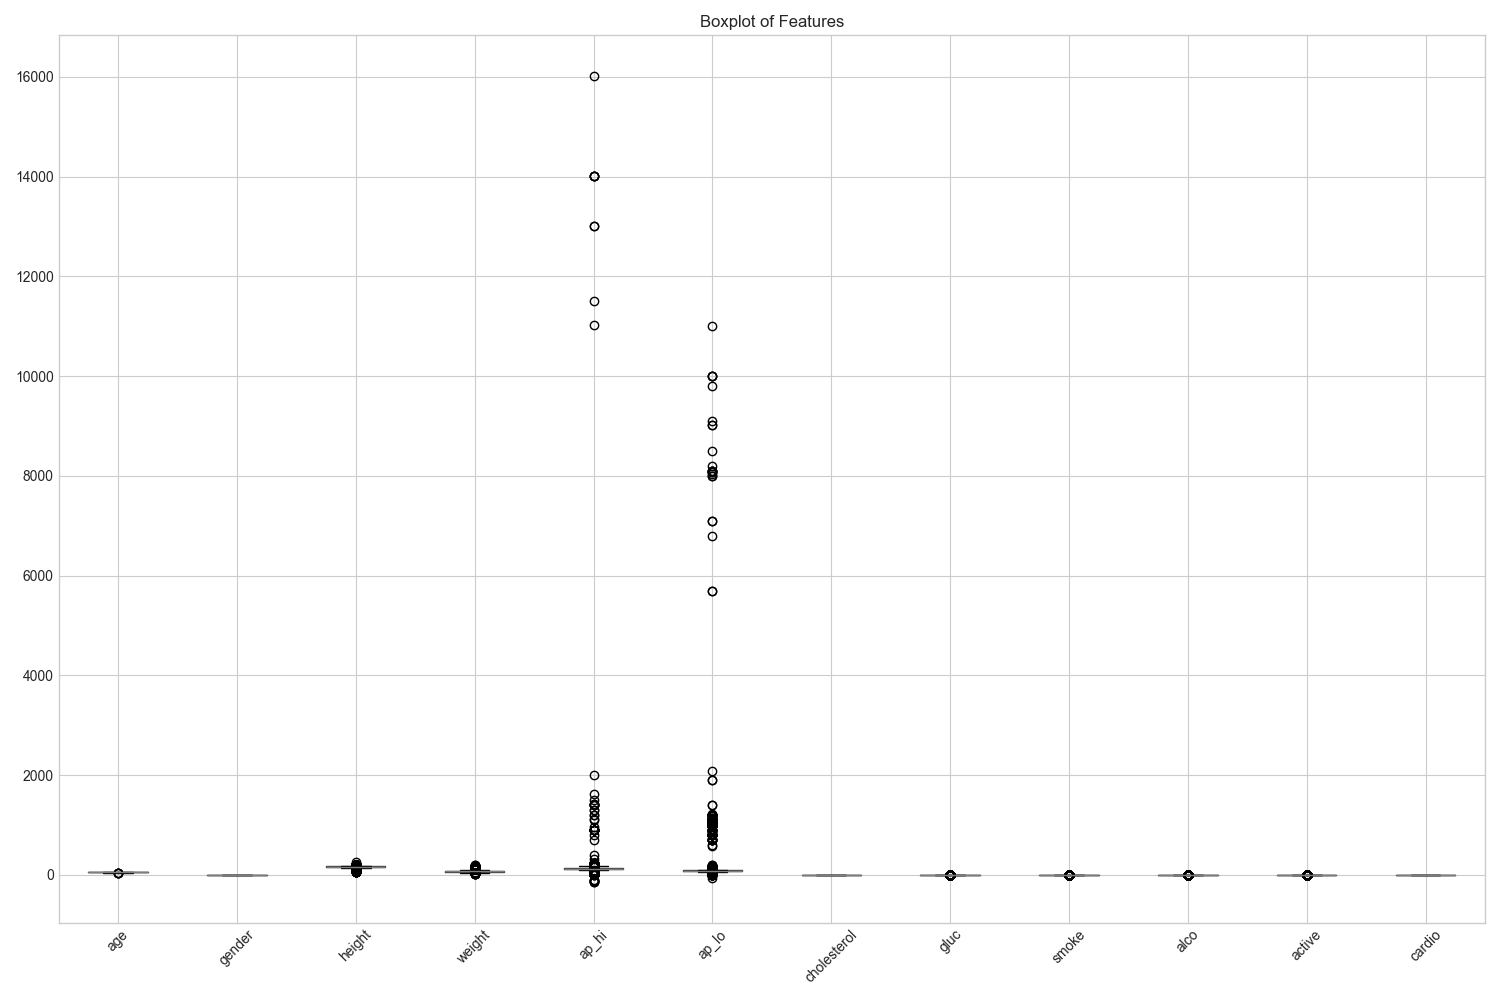 Boxplot of Features
16000
14000
12000
10000
8000
6000
4000
2000
0
age
gender
height
weight
ap_hi
ap_lo
cholesterol
gluc
smoke
alco
active
cardio